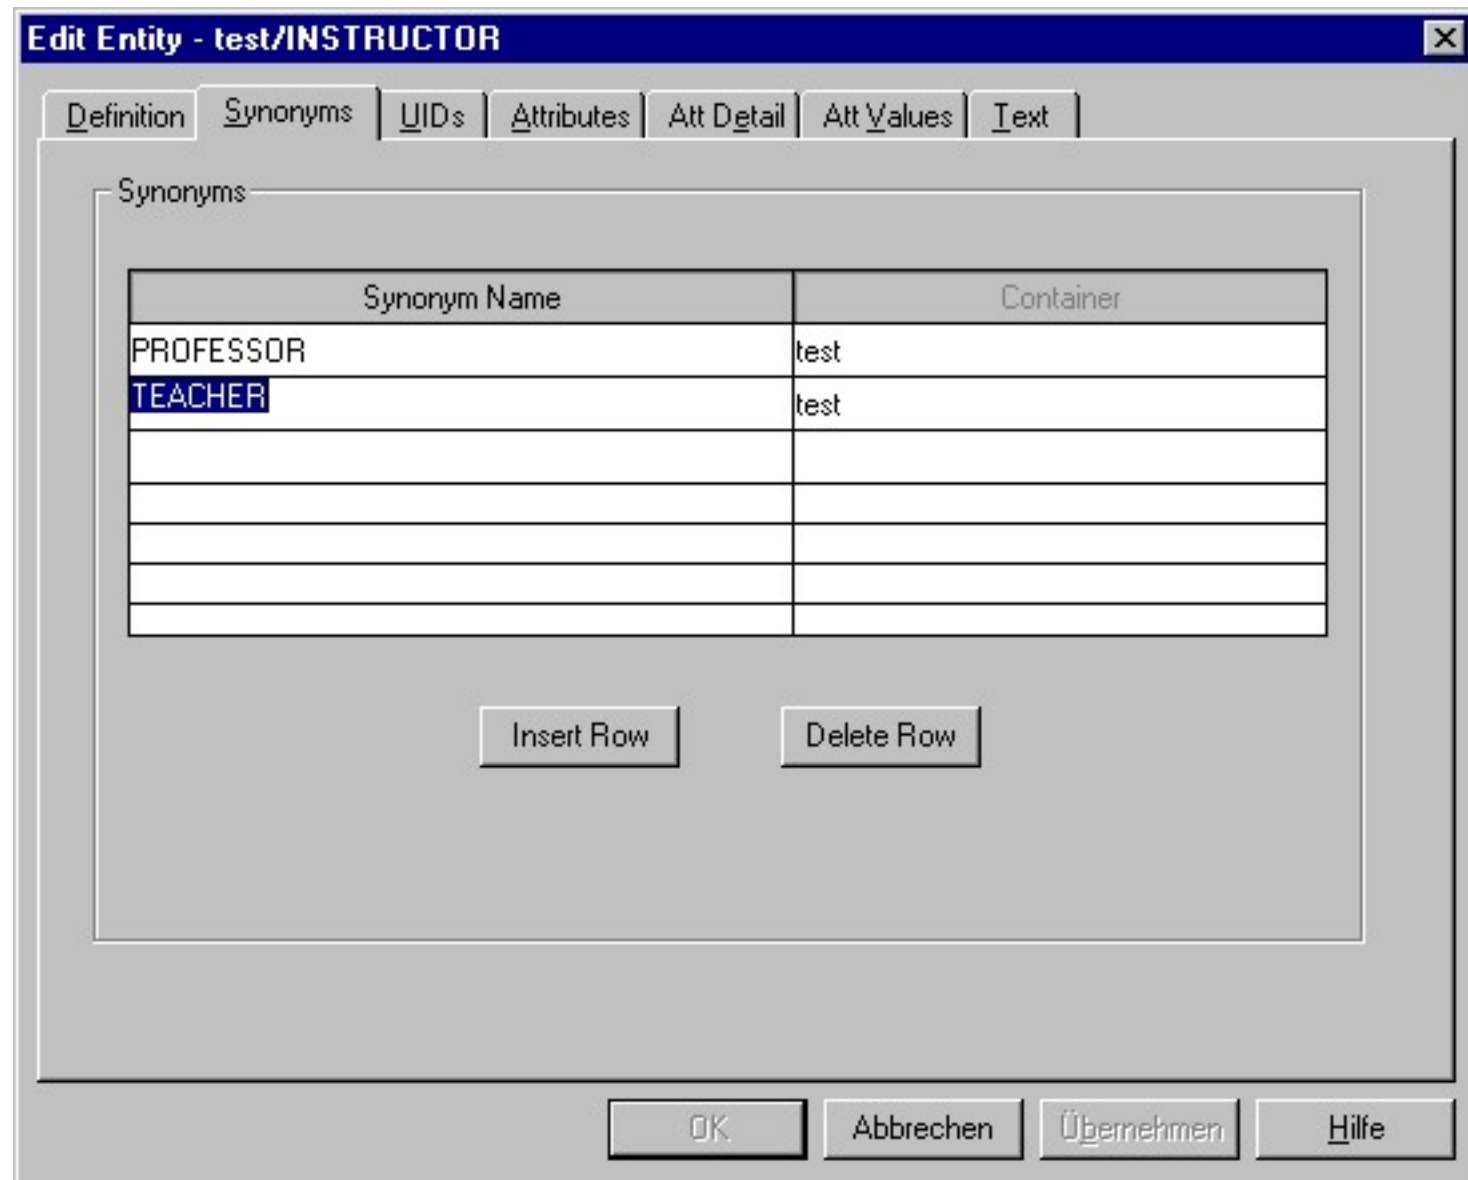 Edit Entity - test/INSTRUCTOR
Definition Synonyms UIDs Attributes Att Detail Att Values Text
Synonyms
Synonym Name Container
PROFESSOR test
TEACHER test
Insert Row Delete Row
OK Abbrechen Übernehmen Hilfe